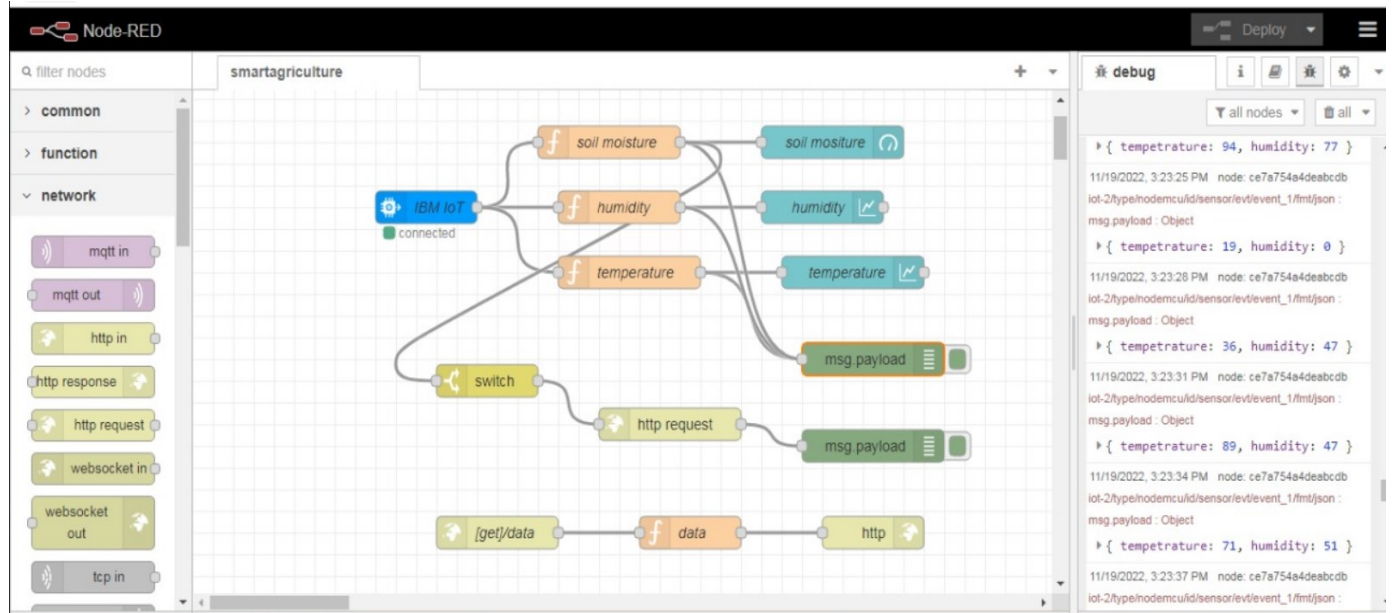 Node-RED
Deploy
filter nodes
common
function
network
mqtt in
mqtt out
http in
http response
http request
websocket in
websocket
out
tcp in
smartagriculture
soil moisture
soil mositure
IBM IoT
connected
humidity
humidity
temperature
temperature
msg.payload
switch
http request
msg.payload
[get]/data
data
http
debug
all nodes
all
{ tempetrature: 94, humidity: 77 }
11/19/2022, 3:23:25 PM node: ce7a754a4deabcdb
iot-2/type/nodemcu/id/sensor/evt/event_1/fmt/json :
msg.payload : Object
{ tempetrature: 19, humidity: 0 }
11/19/2022, 3:23:28 PM node: ce7a754a4deabcdb
iot-2/type/nodemcu/id/sensor/evt/event_1/fmt/json :
msg.payload : Object
{ tempetrature: 36, humidity: 47 }
11/19/2022, 3:23:31 PM node: ce7a754a4deabcdb
iot-2/type/nodemcu/id/sensor/evt/event_1/fmt/json :
msg.payload : Object
{ tempetrature: 89, humidity: 47 }
11/19/2022, 3:23:34 PM node: ce7a754a4deabcdb
iot-2/type/nodemcu/id/sensor/evt/event_1/fmt/json :
msg.payload : Object
{ tempetrature: 71, humidity: 51 }
11/19/2022, 3:23:37 PM node: ce7a754a4deabcdb
iot-2/type/nodemcu/id/sensor/evt/event_1/fmt/json :